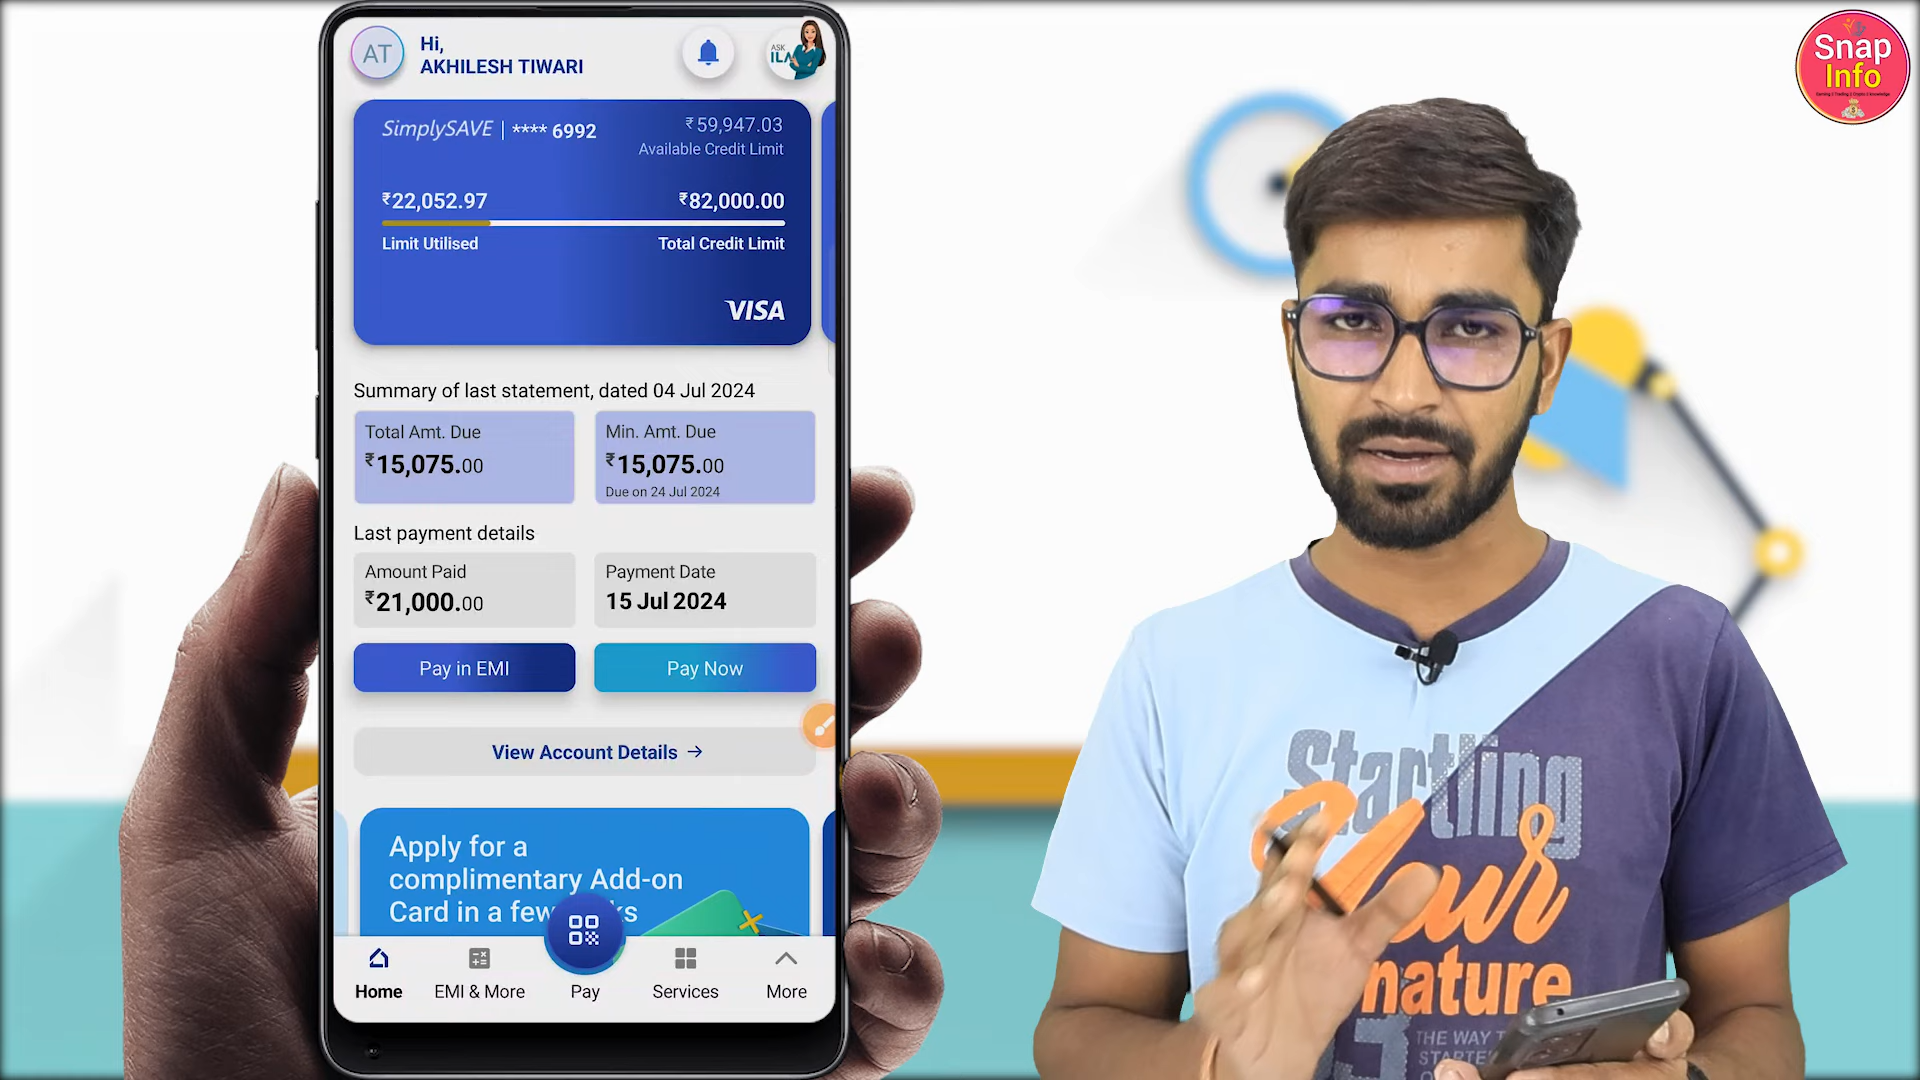 AT
Hi,
AKHILESH TIWARI
ASK
ILA
SimplySAVE | **** 6992
₹59,947.03
Available Credit Limit
₹22,052.97
₹82,000.00
Limit Utilised
Total Credit Limit
VISA
Summary of last statement, dated 04 Jul 2024
Total Amt. Due
₹15,075.00
Min. Amt. Due
₹15,075.00
Due on 24 Jul 2024
Last payment details
Amount Paid
₹21,000.00
Payment Date
15 Jul 2024
Pay in EMI
Pay Now
View Account Details →
Apply for a
complimentary Add-on
Card in a few
Home
EMI & More
Pay
Services
More
Snap
Info
Startling
Your
nature
THE WAY